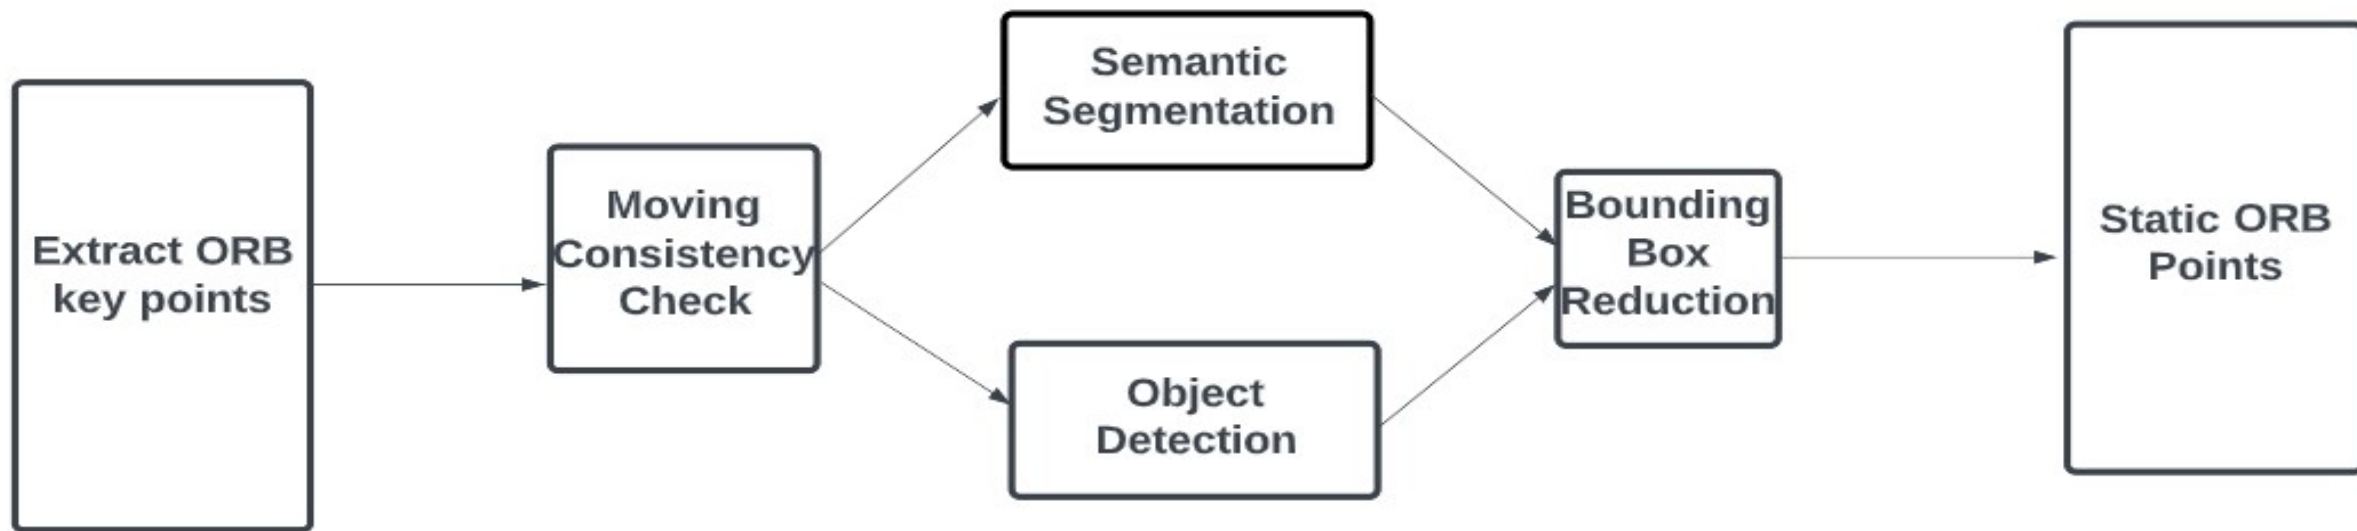 Extract ORB
key points
Moving
Consistency
Check
Semantic
Segmentation
Object
Detection
Bounding
Box
Reduction
Static ORB
Points